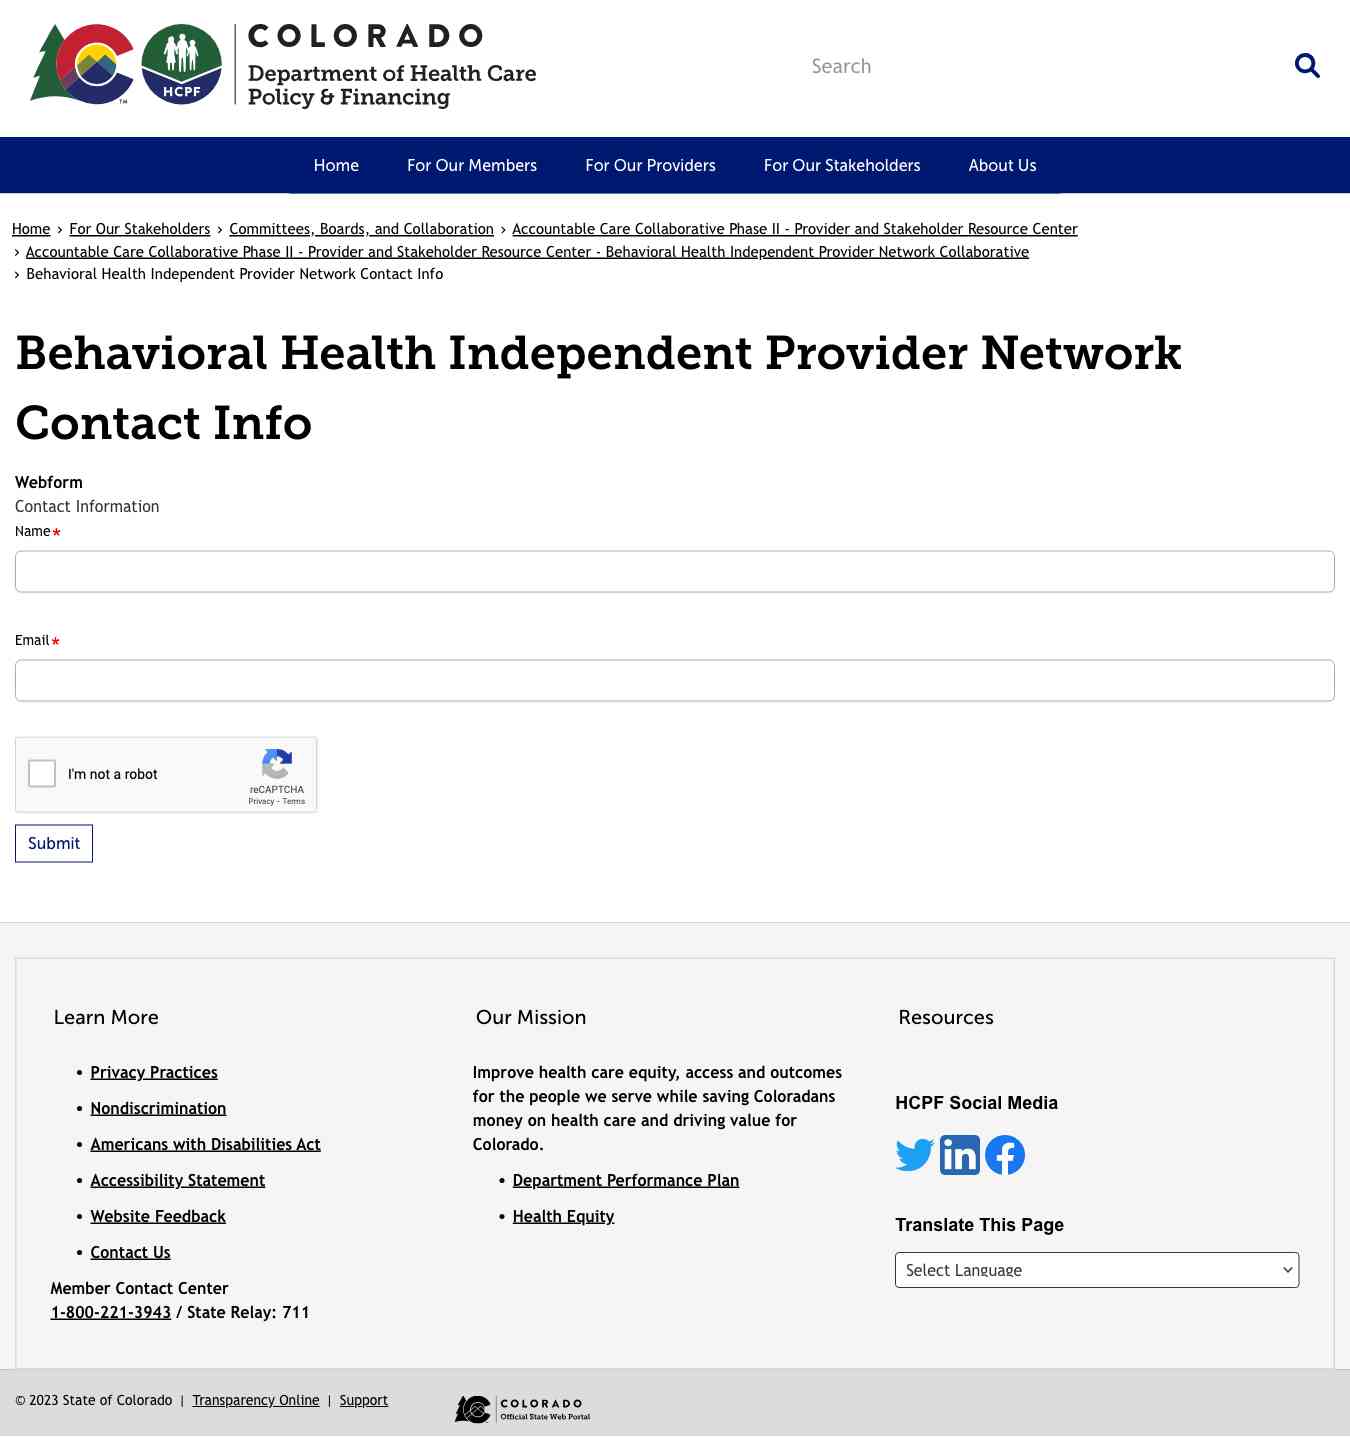 COLORADO
Department of Health Care
Policy & Financing
HCPF
TM
Search
Home
For Our Members
For Our Providers
For Our Stakeholders
About Us
Home › For Our Stakeholders › Committees, Boards, and Collaboration › Accountable Care Collaborative Phase II - Provider and Stakeholder Resource Center
› Accountable Care Collaborative Phase II - Provider and Stakeholder Resource Center - Behavioral Health Independent Provider Network Collaborative
› Behavioral Health Independent Provider Network Contact Info
Behavioral Health Independent Provider Network
Contact Info
Webform
Contact Information
Name*
Email*
I'm not a robot
reCAPTCHA
Privacy - Terms
Submit
Learn More
• Privacy Practices
• Nondiscrimination
• Americans with Disabilities Act
• Accessibility Statement
• Website Feedback
• Contact Us
Member Contact Center
1-800-221-3943 / State Relay: 711
Our Mission
Improve health care equity, access and outcomes
for the people we serve while saving Coloradans
money on health care and driving value for
Colorado.
• Department Performance Plan
• Health Equity
Resources
HCPF Social Media
in
Translate This Page
Select Language
© 2023 State of Colorado | Transparency Online | Support
COLORADO
Official State Web Portal